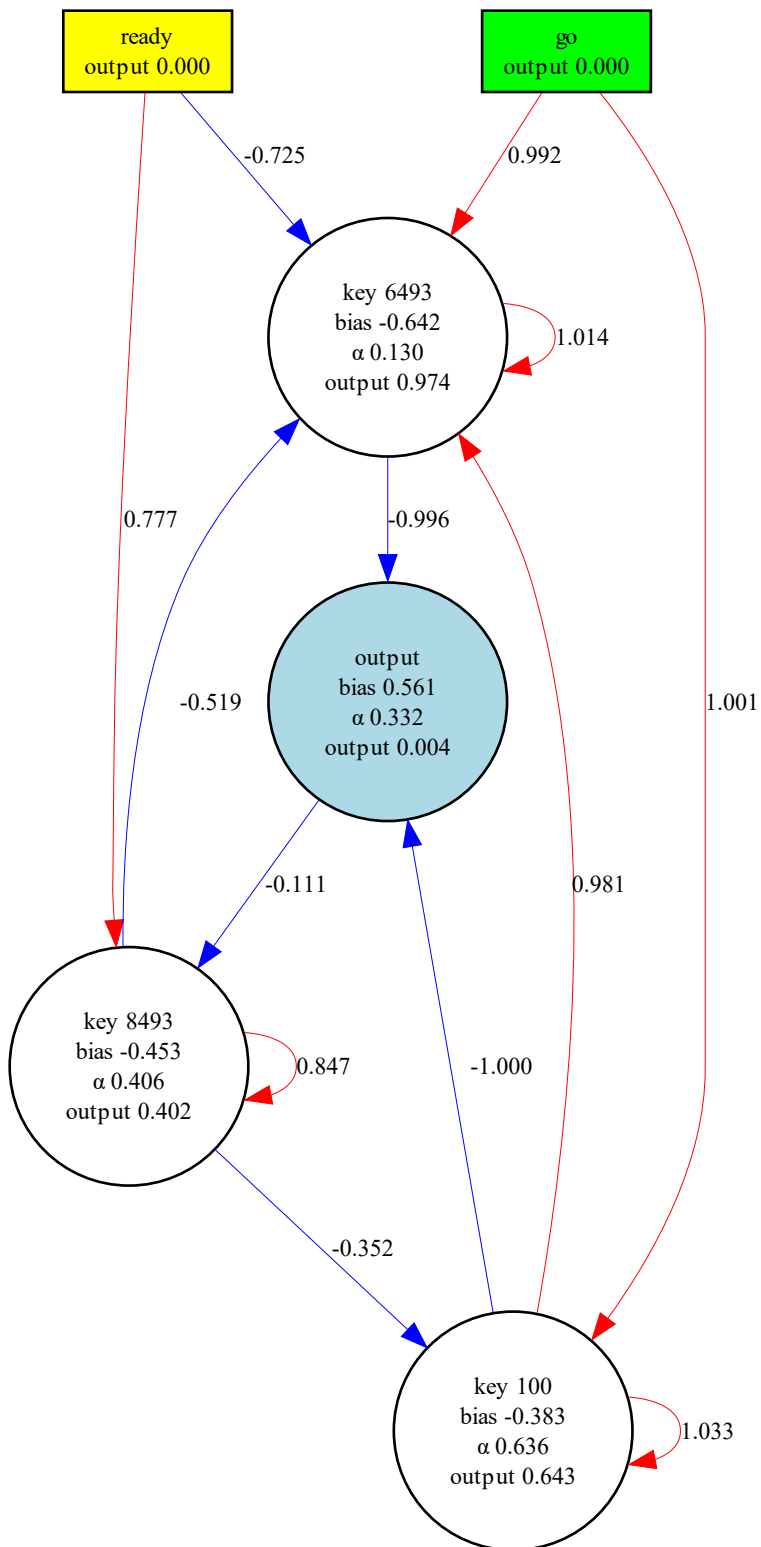 ready
output 0.000
go
output 0.000
-0.725
0.992
key 6493
bias -0.642
α 0.130
output 0.974
1.014
0.777
-0.996
-0.519
output
bias 0.561
α 0.332
output 0.004
1.001
-0.111
0.981
key 8493
bias -0.453
α 0.406
output 0.402
0.847
-1.000
-0.352
key 100
bias -0.383
α 0.636
output 0.643
1.033